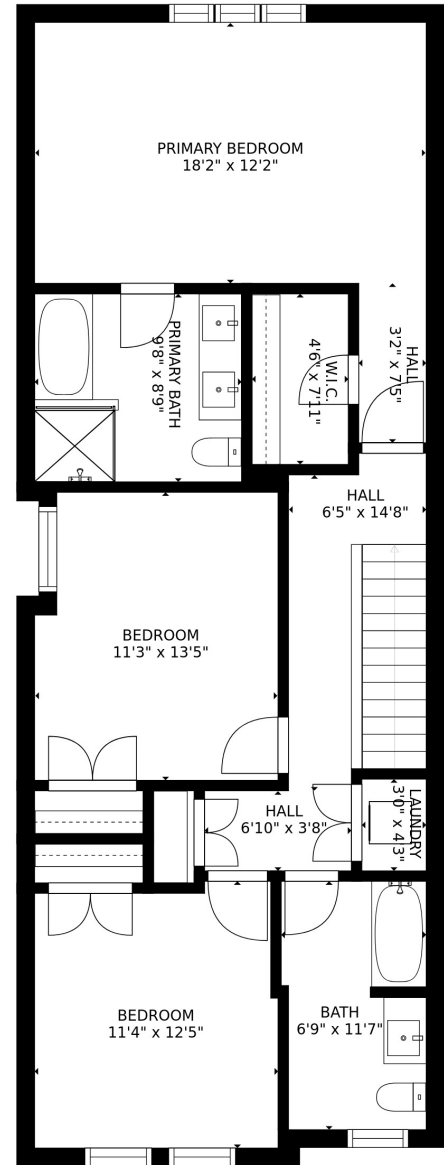 PRIMARY BEDROOM
18'2" x 12'2"
PRIMARY BATH
9'8" x 8'9"
W.I.C.
4'6" x 7'11"
HALL
3'2" x 7'5"
HALL
6'5" x 14'8"
BEDROOM
11'3" x 13'5"
HALL
6'10" x 3'8"
LAUNDRY
3'0" x 4'3"
BEDROOM
11'4" x 12'5"
BATH
6'9" x 11'7"